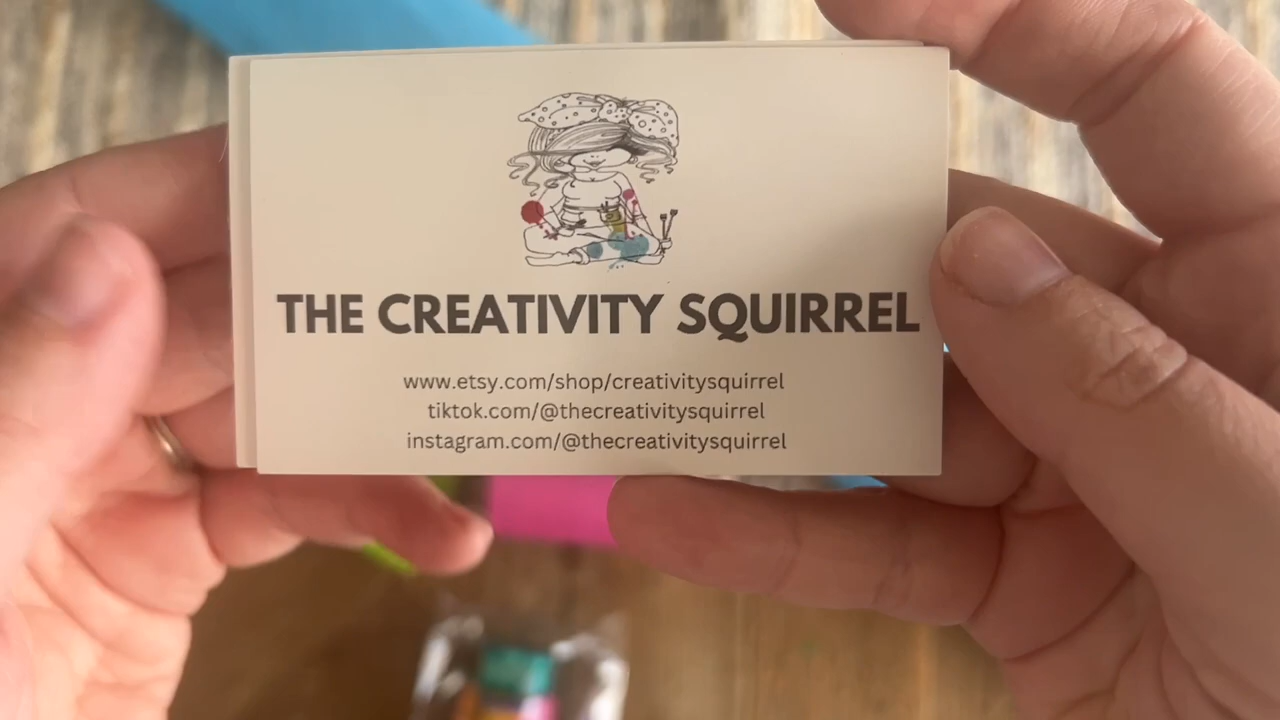 THE CREATIVITY SQUIRREL
www.etsy.com/shop/creativitysquirrel
tiktok.com/@thecreativitysquirrel
instagram.com/@thecreativitysquirrel